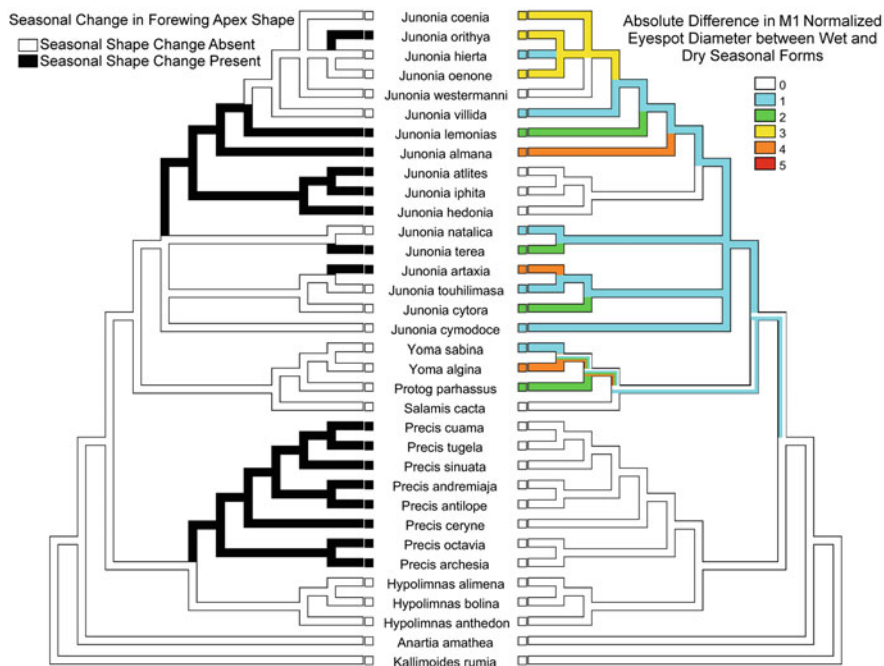 Seasonal Change in Forewing Apex Shape
Seasonal Shape Change Absent
Seasonal Shape Change Present
Absolute Difference in M1 Normalized
Eyespot Diameter between Wet and
Dry Seasonal Forms
0
1
2
3
4
5
Junonia coenia
Junonia orithya
Junonia hierta
Junonia oenone
Junonia westermanni
Junonia villida
Junonia lemonias
Junonia almana
Junonia atlites
Junonia iphita
Junonia hedonia
Junonia natalica
Junonia terea
Junonia artaxia
Junonia touhilimasa
Junonia cytora
Junonia cymodoce
Yoma sabina
Yoma algina
Protog parhassus
Salamis cacta
Precis cuama
Precis tugela
Precis sinuata
Precis andremiaja
Precis antilope
Precis ceryne
Precis octavia
Precis archesia
Hypolimnas alimena
Hypolimnas bolina
Hypolimnas anthedon
Anartia amathea
Kallimoides rumia